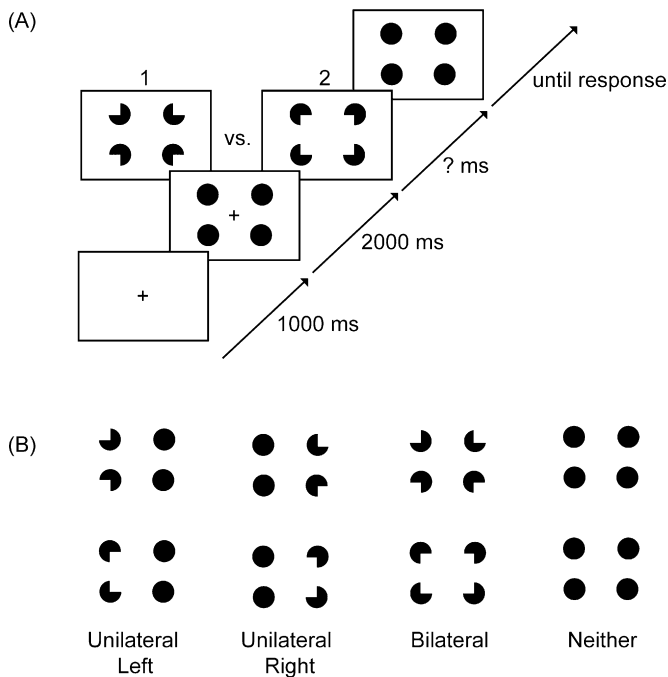 (A)
1
2
vs.
until response
? ms
+
2000 ms
+
1000 ms
(B)
Unilateral
Left
Unilateral
Right
Bilateral
Neither